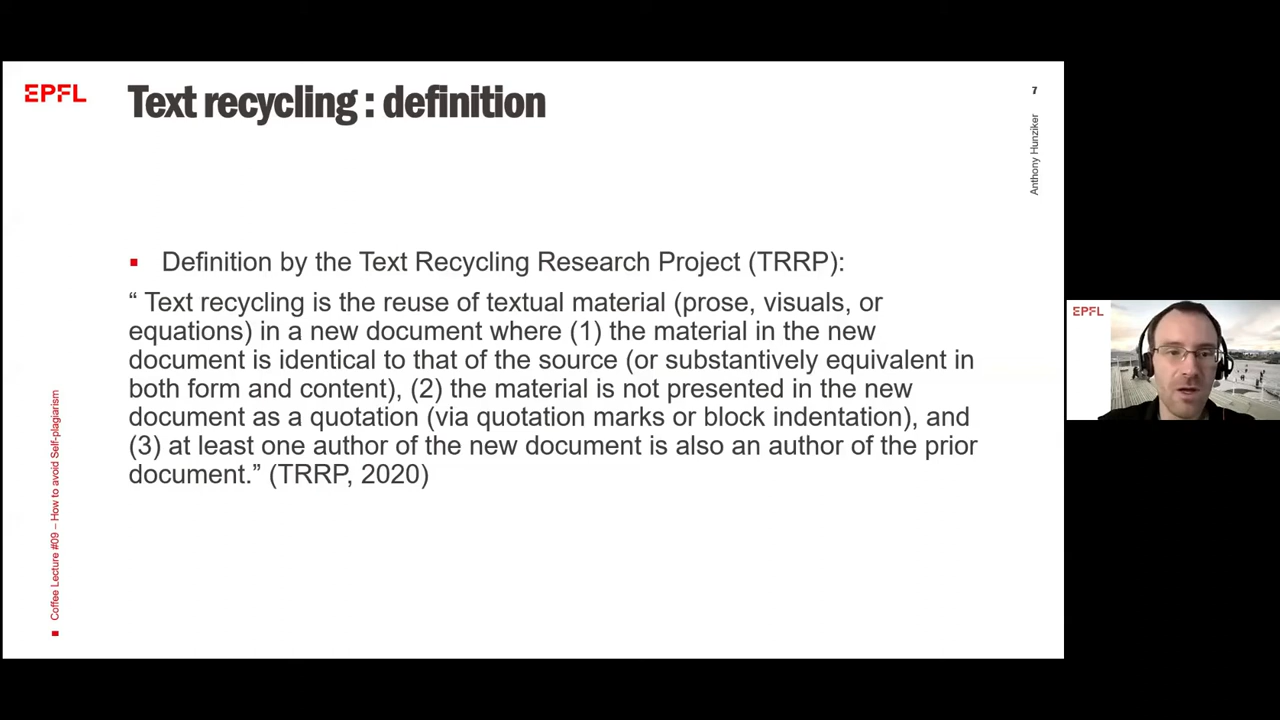 EPFL
Text recycling : definition
7
Anthony Hunziker
▪ Definition by the Text Recycling Research Project (TRRP):
“ Text recycling is the reuse of textual material (prose, visuals, or
equations) in a new document where (1) the material in the new
document is identical to that of the source (or substantively equivalent in
both form and content), (2) the material is not presented in the new
document as a quotation (via quotation marks or block indentation), and
(3) at least one author of the new document is also an author of the prior
document.” (TRRP, 2020)
Coffee Lecture #09 – How to avoid Self-plagiarism
EPFL